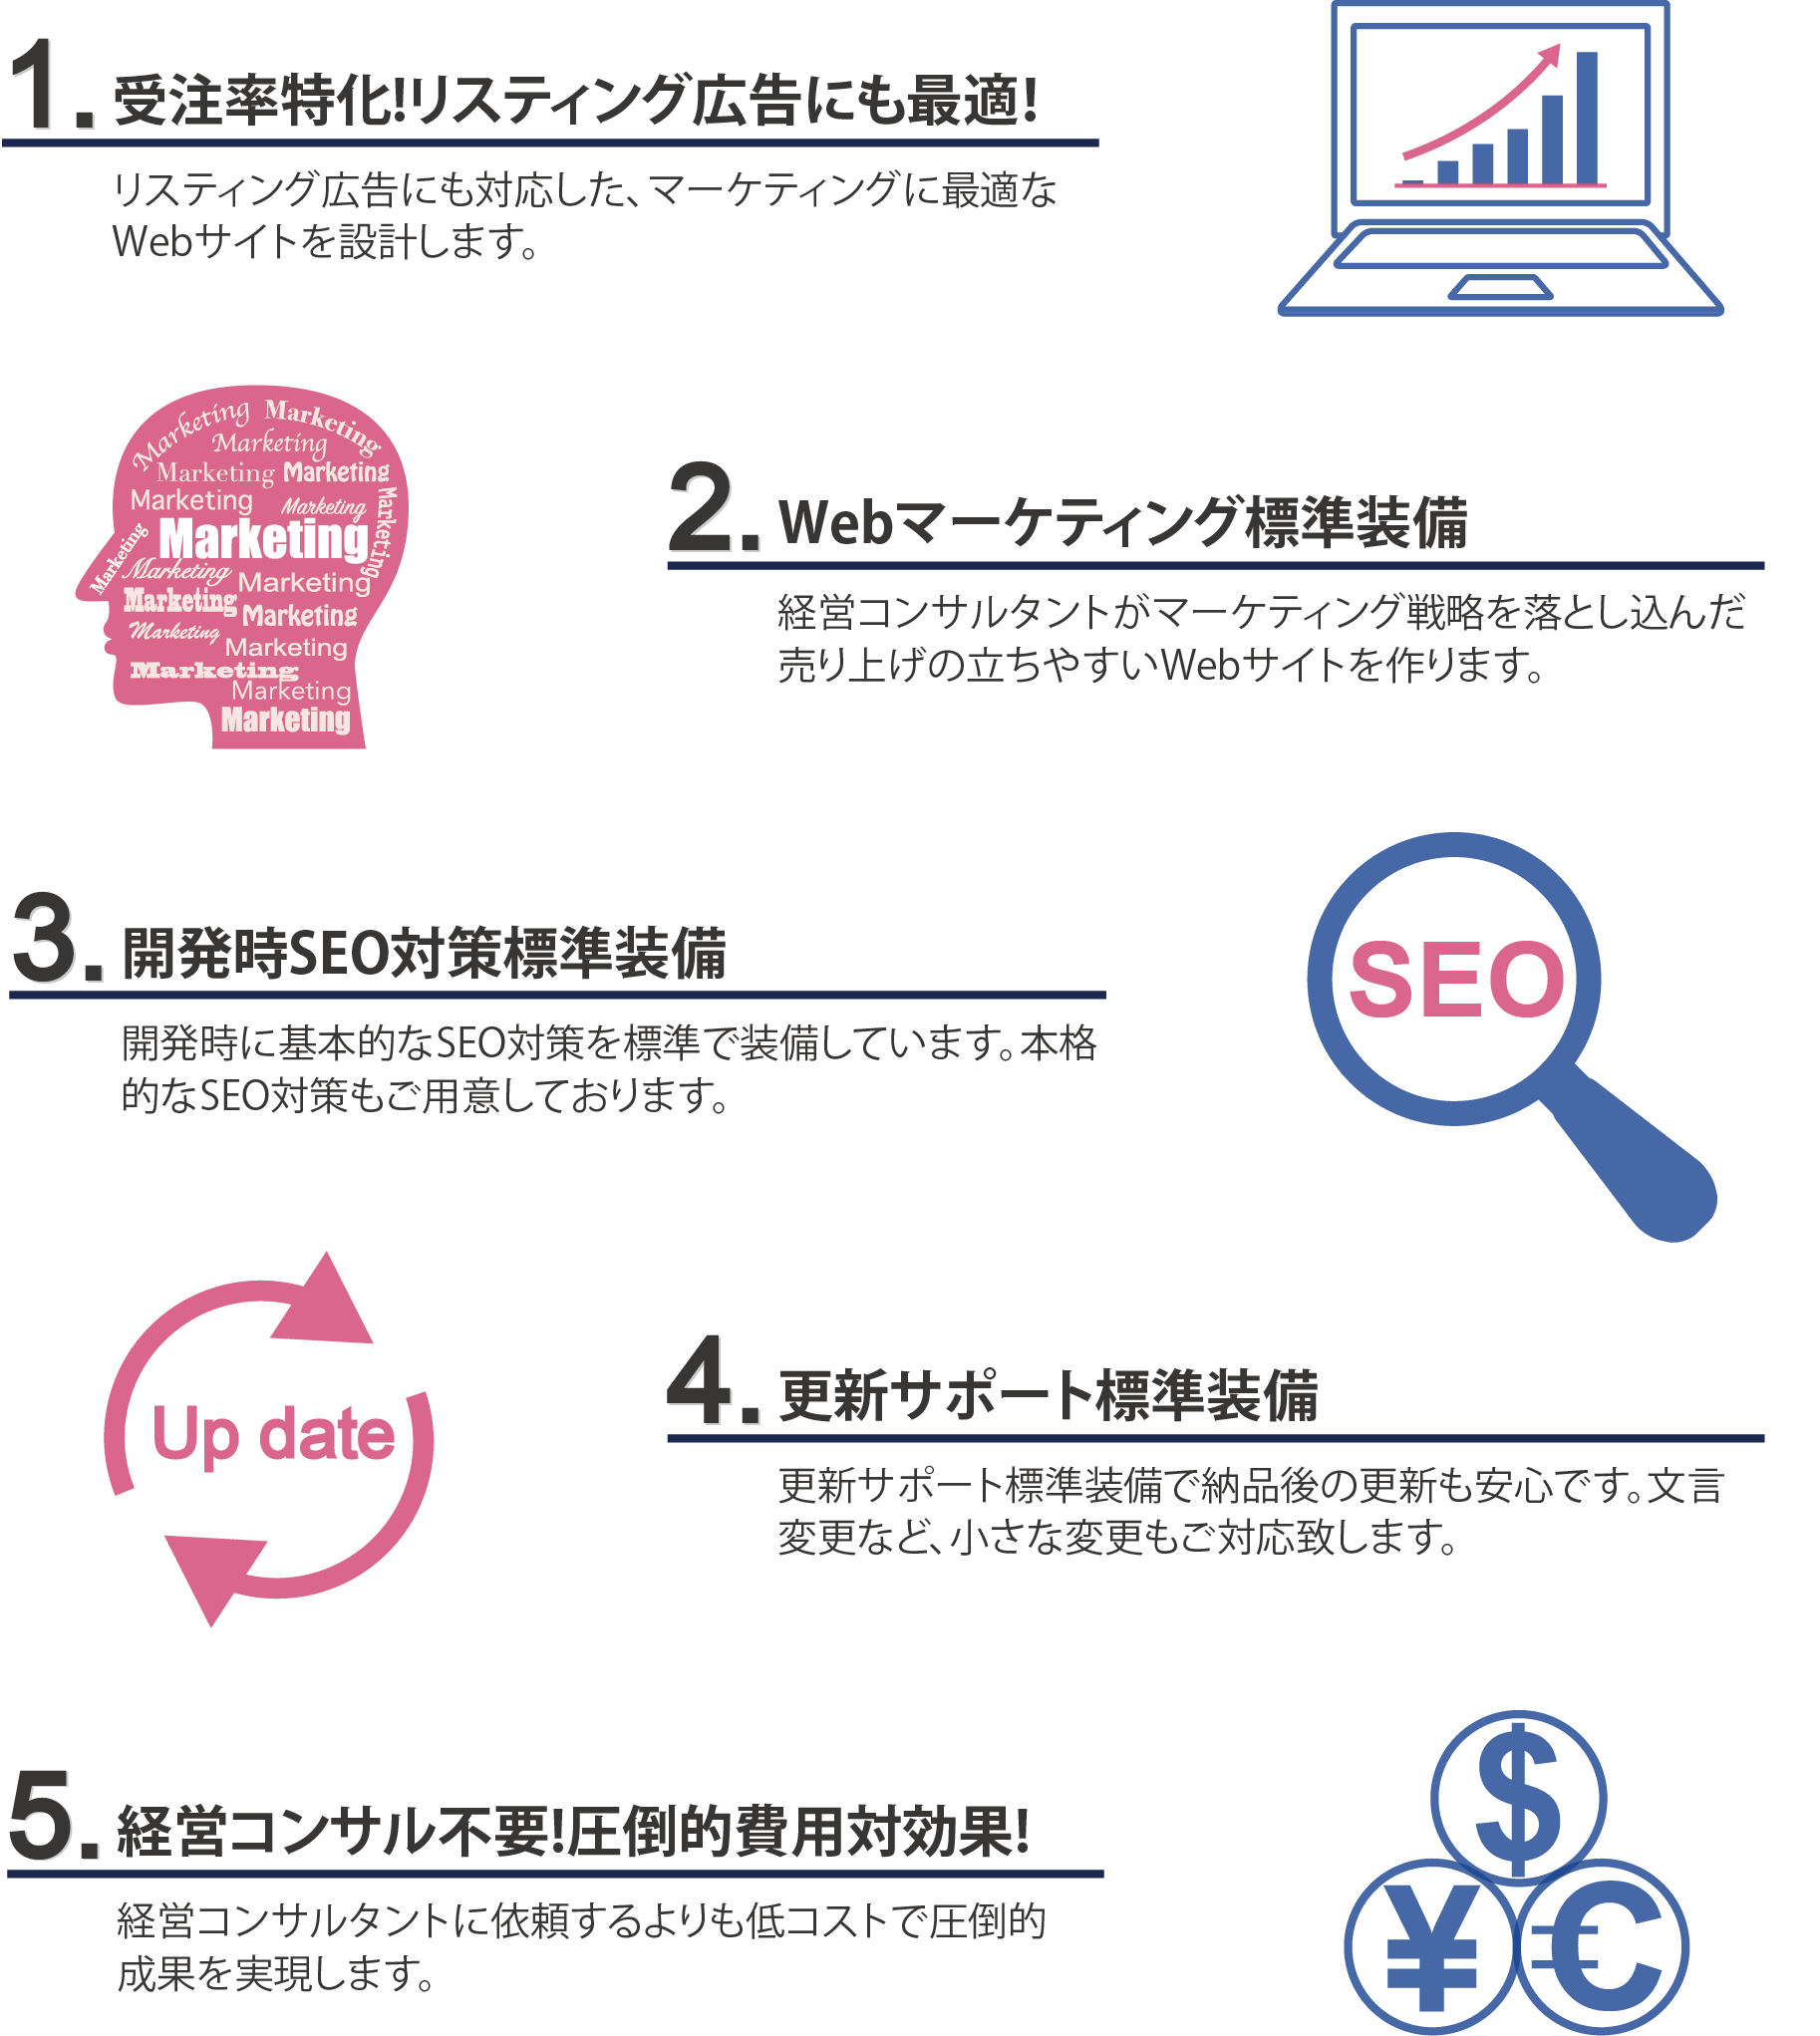 1. 受注率特化!リスティング広告にも最適!
リスティング広告にも対応した、マーケティングに最適な
Webサイトを設計します。
Marketing Marketing
Marketing
Marketing Marketing
Marketing Marketing Marketing
Marketing
Marketing
Marketing Marketing
Marketing Marketing
Marketing Marketing
Marketing
Marketing
Marketing
2. Webマーケティング標準装備
経営コンサルタントがマーケティング戦略を落とし込んだ
売り上げの立ちやすいWebサイトを作ります。
3. 開発時SEO対策標準装備
開発時に基本的なSEO対策を標準で装備しています。本格
的なSEO対策もご用意しております。
SEO
Up date
4. 更新サポート標準装備
更新サポート標準装備で納品後の更新も安心です。文言
変更など、小さな変更もご対応致します。
5. 経営コンサル不要!圧倒的費用対効果!
経営コンサルタントに依頼するよりも低コストで圧倒的
成果を実現します。
$
¥ €